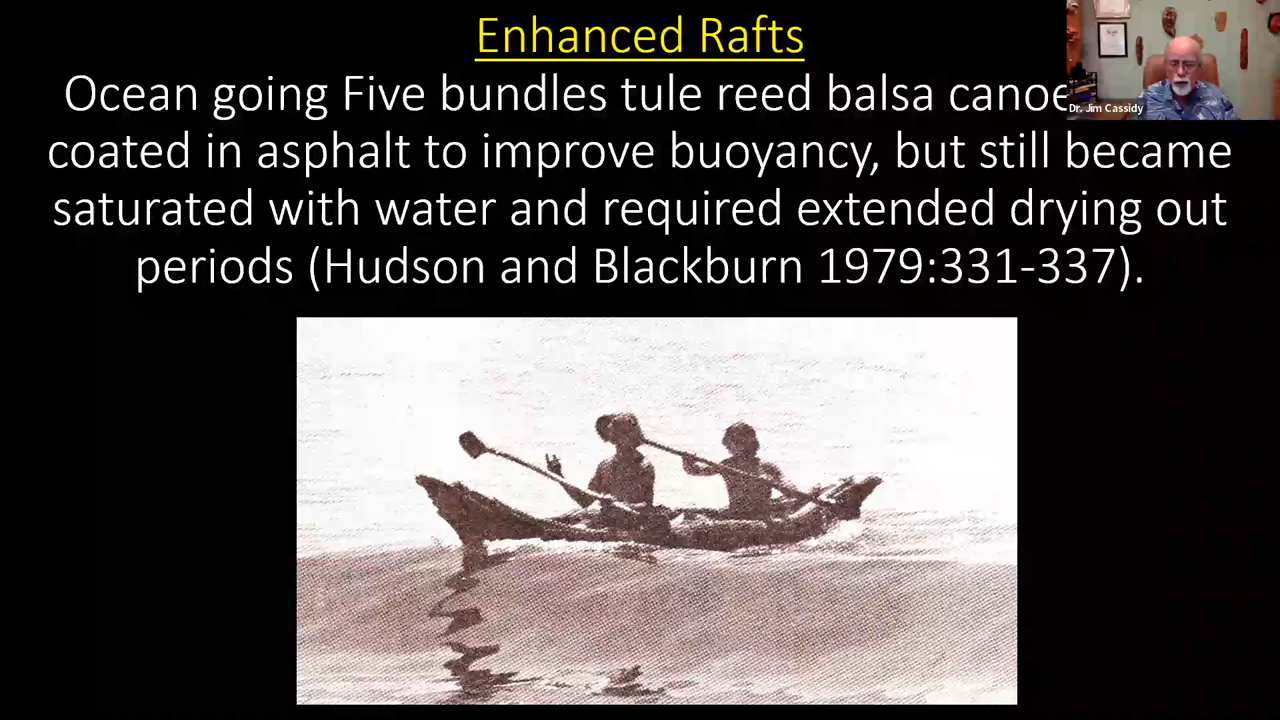 Enhanced Rafts
Ocean going Five bundles tule reed balsa canoe
coated in asphalt to improve buoyancy, but still became
saturated with water and required extended drying out
periods (Hudson and Blackburn 1979:331-337).
Dr. Jim Cassidy